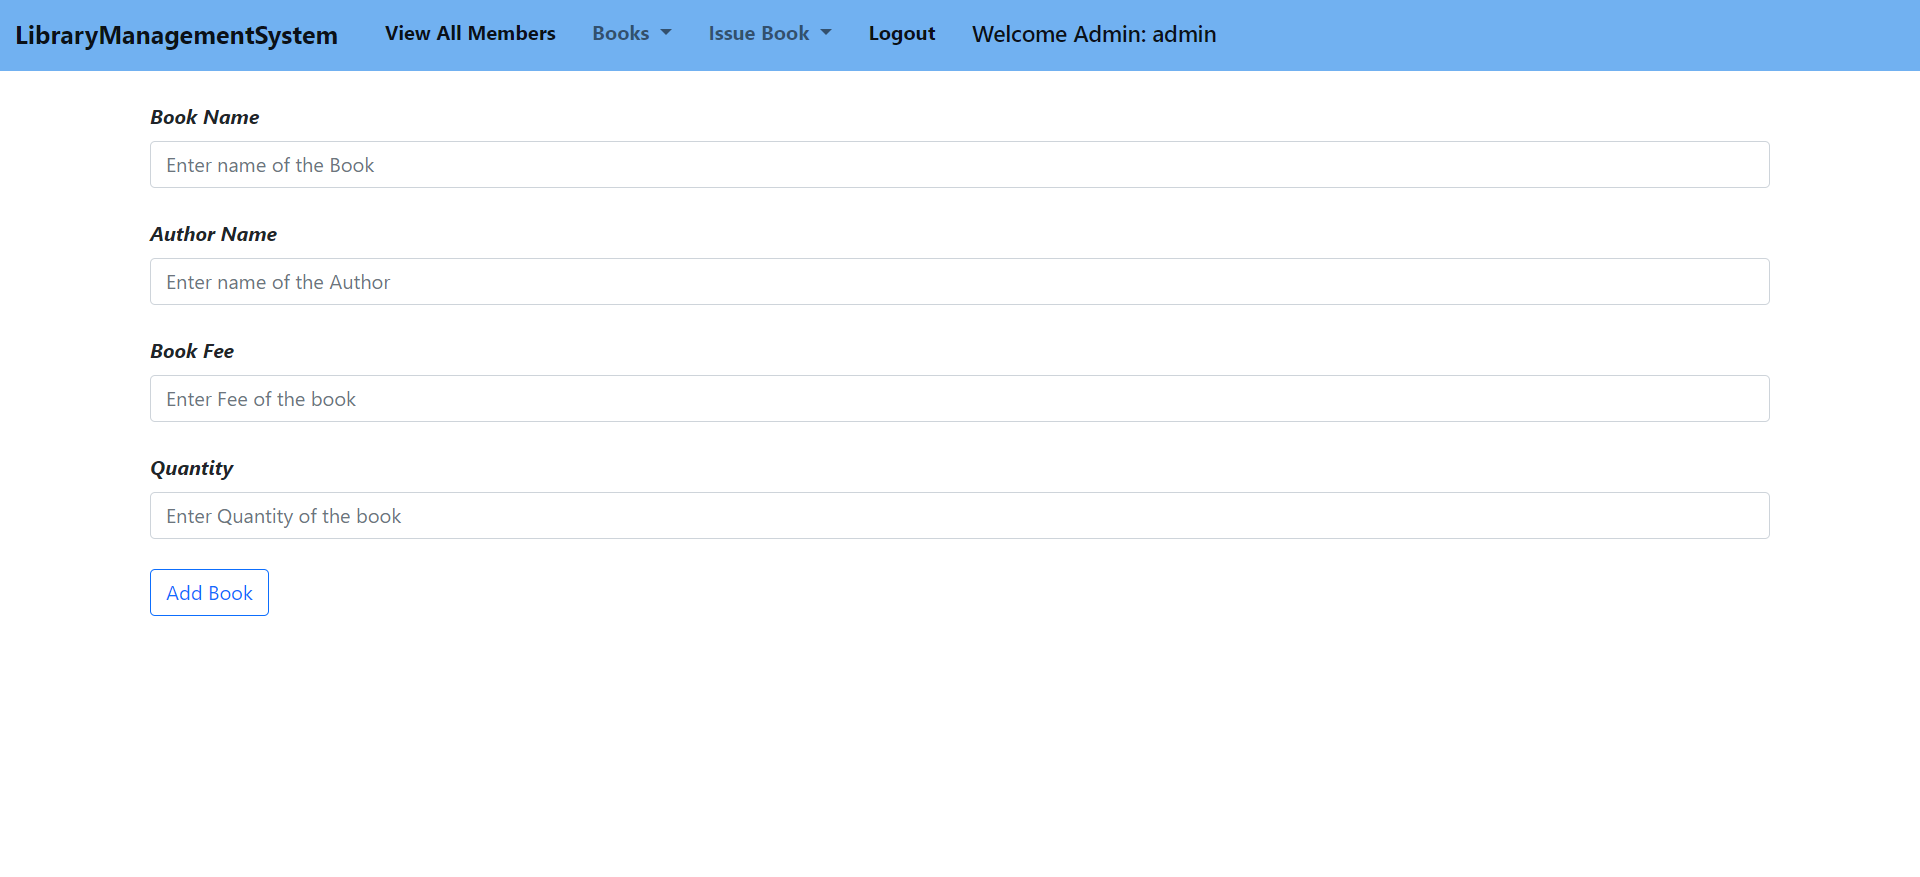 LibraryManagementSystem View All Members Books Issue Book Logout Welcome Admin: admin
Book Name
Enter name of the Book
Author Name
Enter name of the Author
Book Fee
Enter Fee of the book
Quantity
Enter Quantity of the book
Add Book